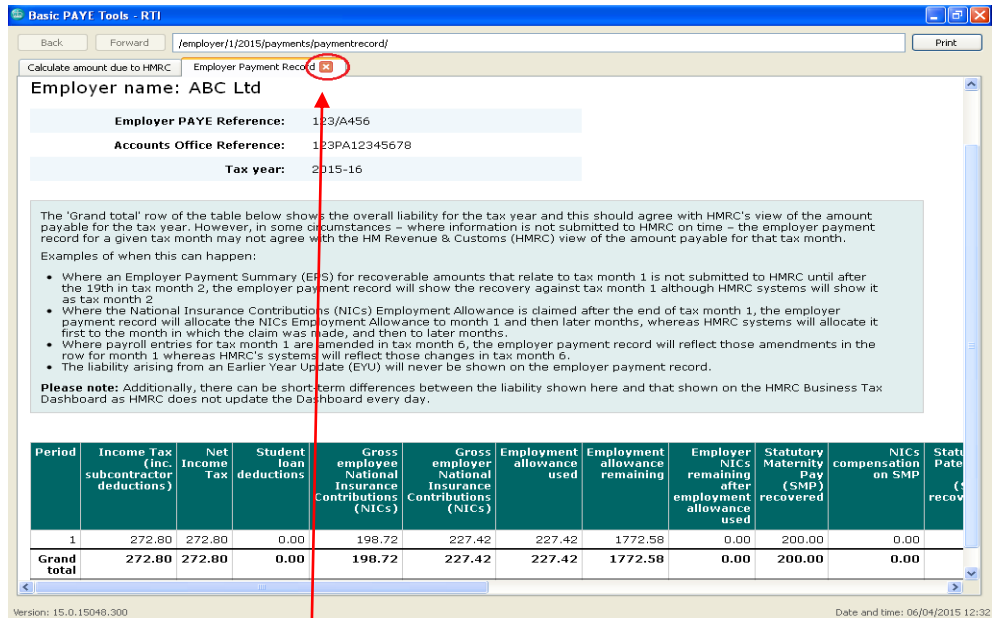 Basic PAYE Tools - RTI
Back Forward /employer/1/2015/payments/paymentrecord/ Print
Calculate amount due to HMRC Employer Payment Record
Employer name: ABC Ltd
Employer PAYE Reference: 123/A456
Accounts Office Reference: 123PA12345678
Tax year: 2015-16
The 'Grand total' row of the table below shows the overall liability for the tax year and this should agree with HMRC's view of the amount
payable for the tax year. However, in some circumstances – where information is not submitted to HMRC on time – the employer payment
record for a given tax month may not agree with the HM Revenue & Customs (HMRC) view of the amount payable for that tax month.
Examples of when this can happen:
• Where an Employer Payment Summary (EPS) for recoverable amounts that relate to tax month 1 is not submitted to HMRC until after
the 19th in tax month 2, the employer payment record will show the recovery against tax month 1 although HMRC systems will show it
as tax month 2
• Where the National Insurance Contributions (NICs) Employment Allowance is claimed after the end of tax month 1, the employer
payment record will allocate the NICs Employment Allowance to month 1 and then later months, whereas HMRC systems will allocate it
first to the month in which the claim was made, and then to later months.
• Where payroll entries for tax month 1 are amended in tax month 6, the employer payment record will reflect those amendments in the
row for month 1 whereas HMRC's systems will reflect those changes in tax month 6.
• The liability arising from an Earlier Year Update (EYU) will never be shown on the employer payment record.
Please note: Additionally, there can be short-term differences between the liability shown here and that shown on the HMRC Business Tax
Dashboard as HMRC does not update the Dashboard every day.
Period Income Tax Net Student Gross Gross Employment Employment Employer Statutory NICs Statu
(inc. Income loan employee employer allowance allowance NICs Maternity compensation Pate
subcontractor Tax deductions National National used remaining remaining Pay on SMP
deductions) Insurance Insurance after (SMP) (S
Contributions Contributions employment recovered recov
(NICs) (NICs) allowance
used
1 272.80 272.80 0.00 198.72 227.42 227.42 1772.58 0.00 200.00 0.00
Grand 272.80 272.80 0.00 198.72 227.42 227.42 1772.58 0.00 200.00 0.00
total
Version: 15.0.15048.300 Date and time: 06/04/2015 12:32